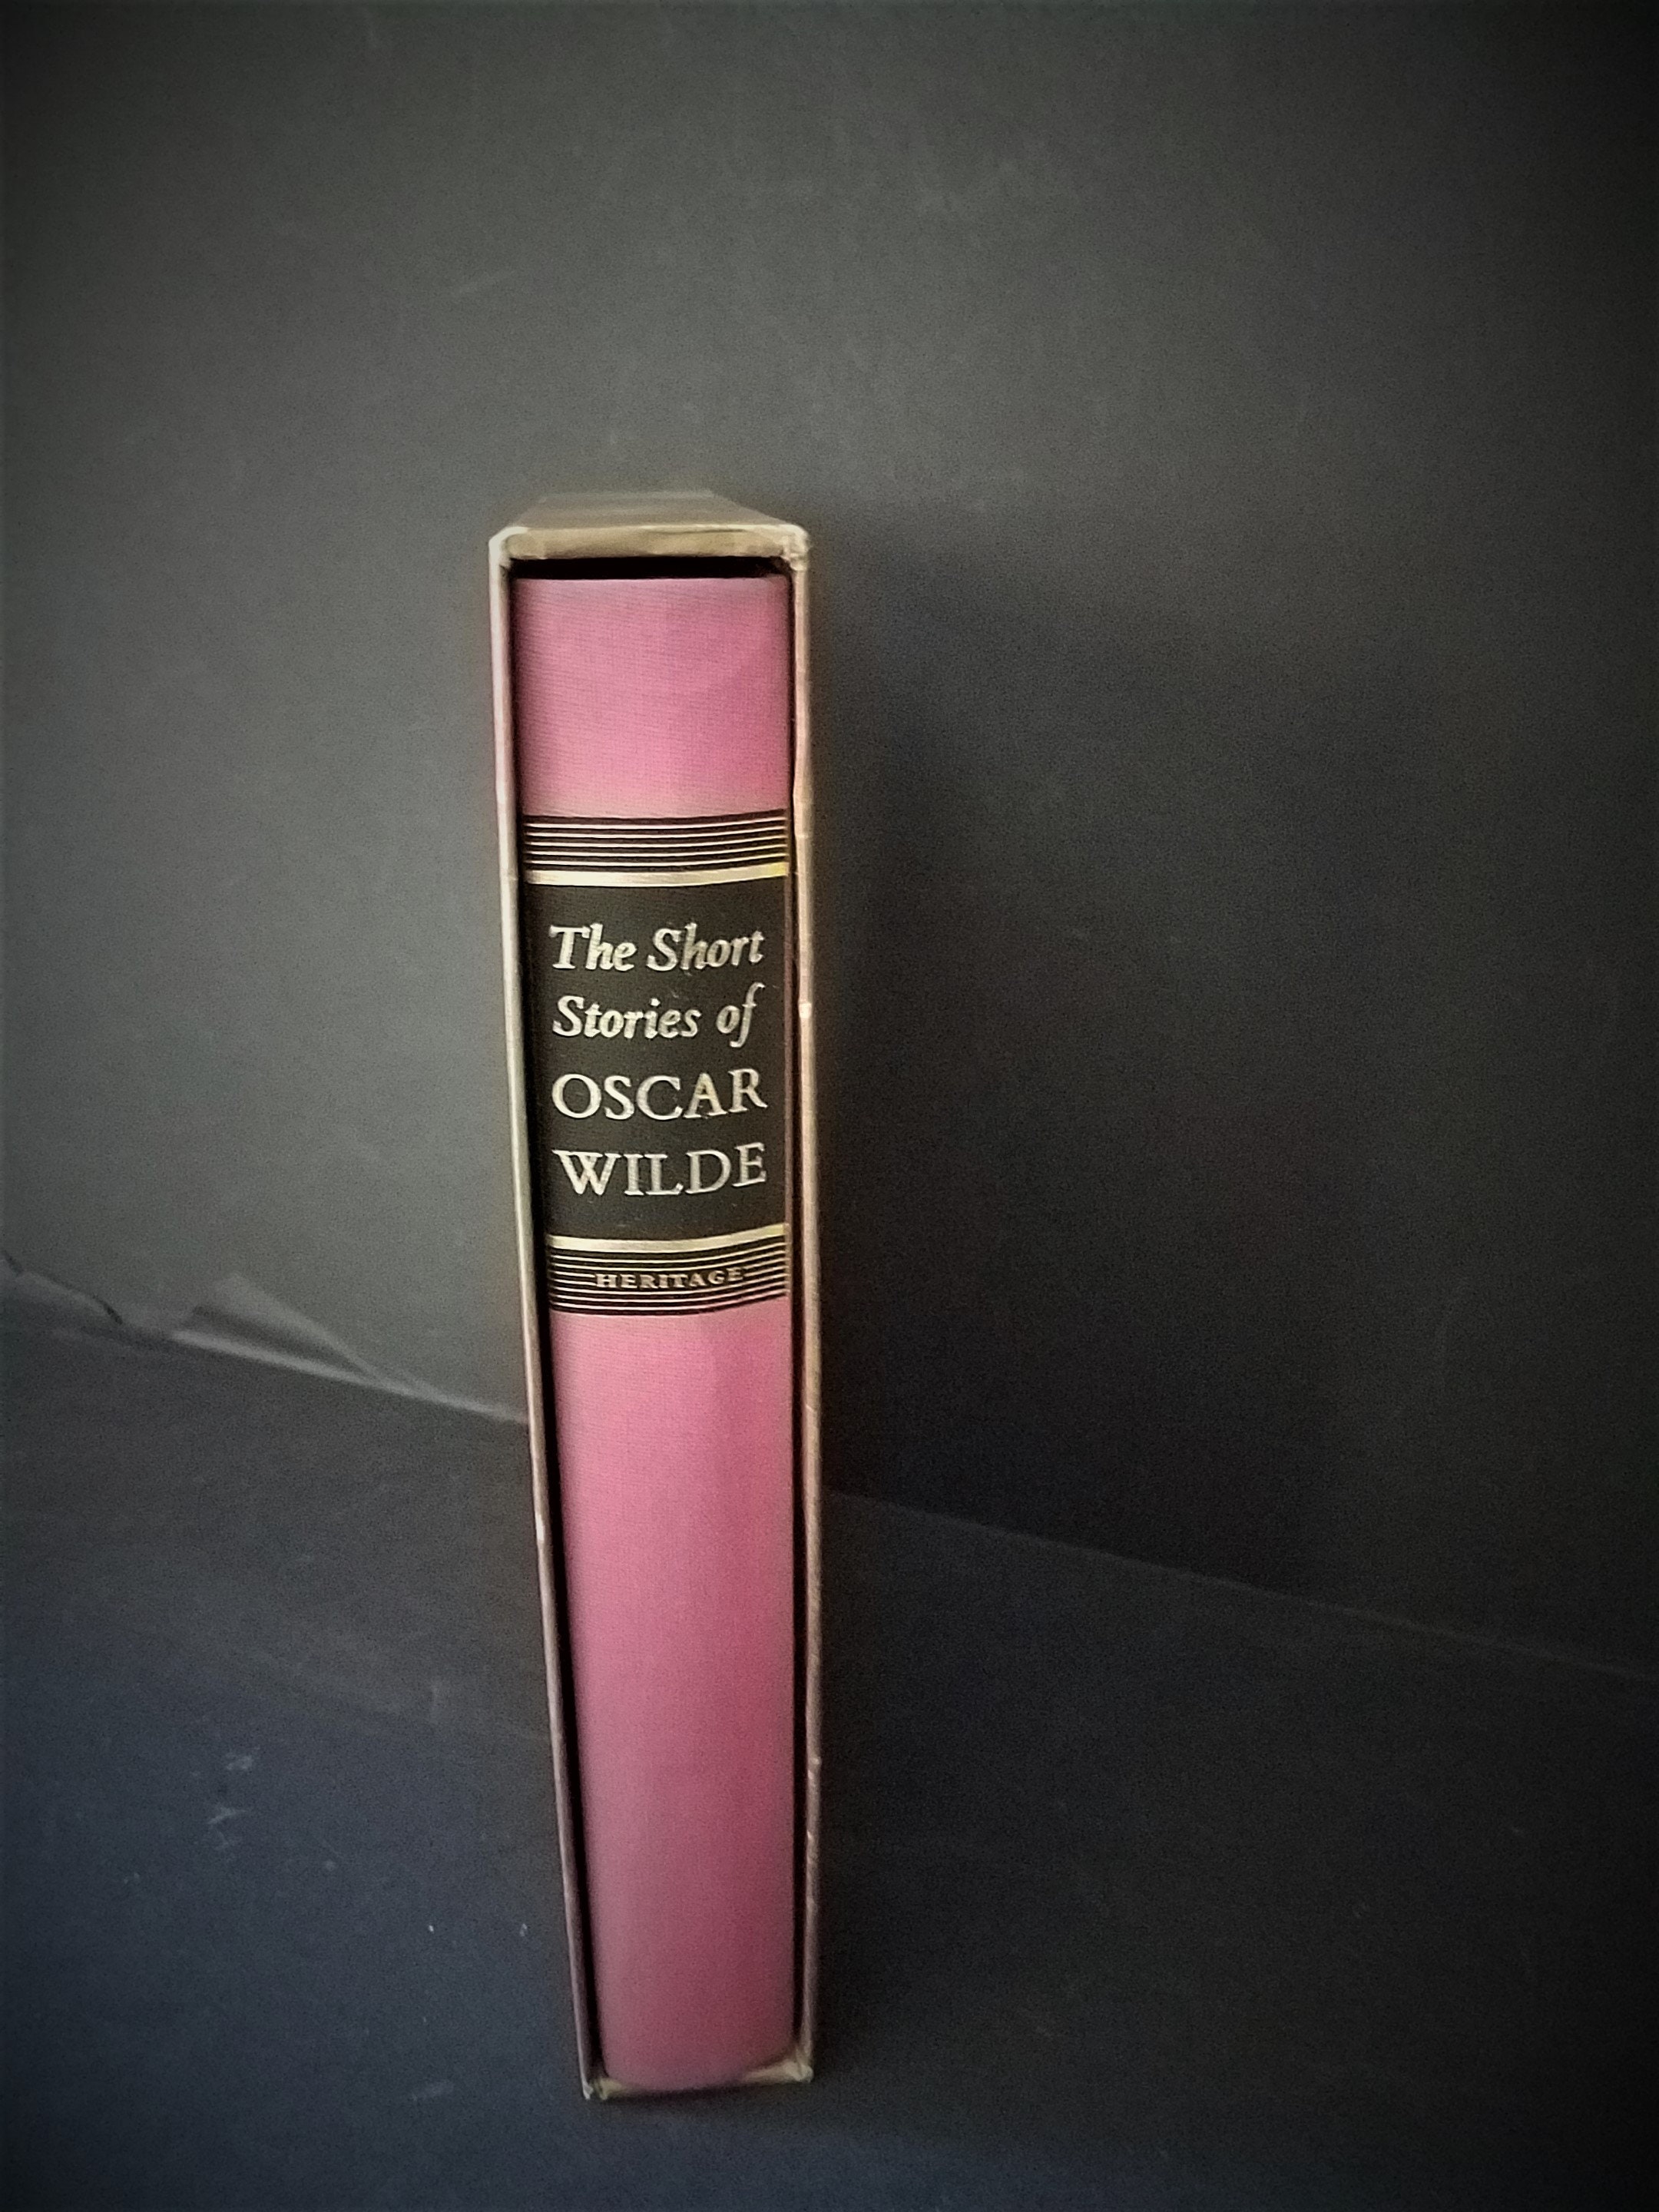 The Short
Stories of
OSCAR
WILDE
HERITAGE